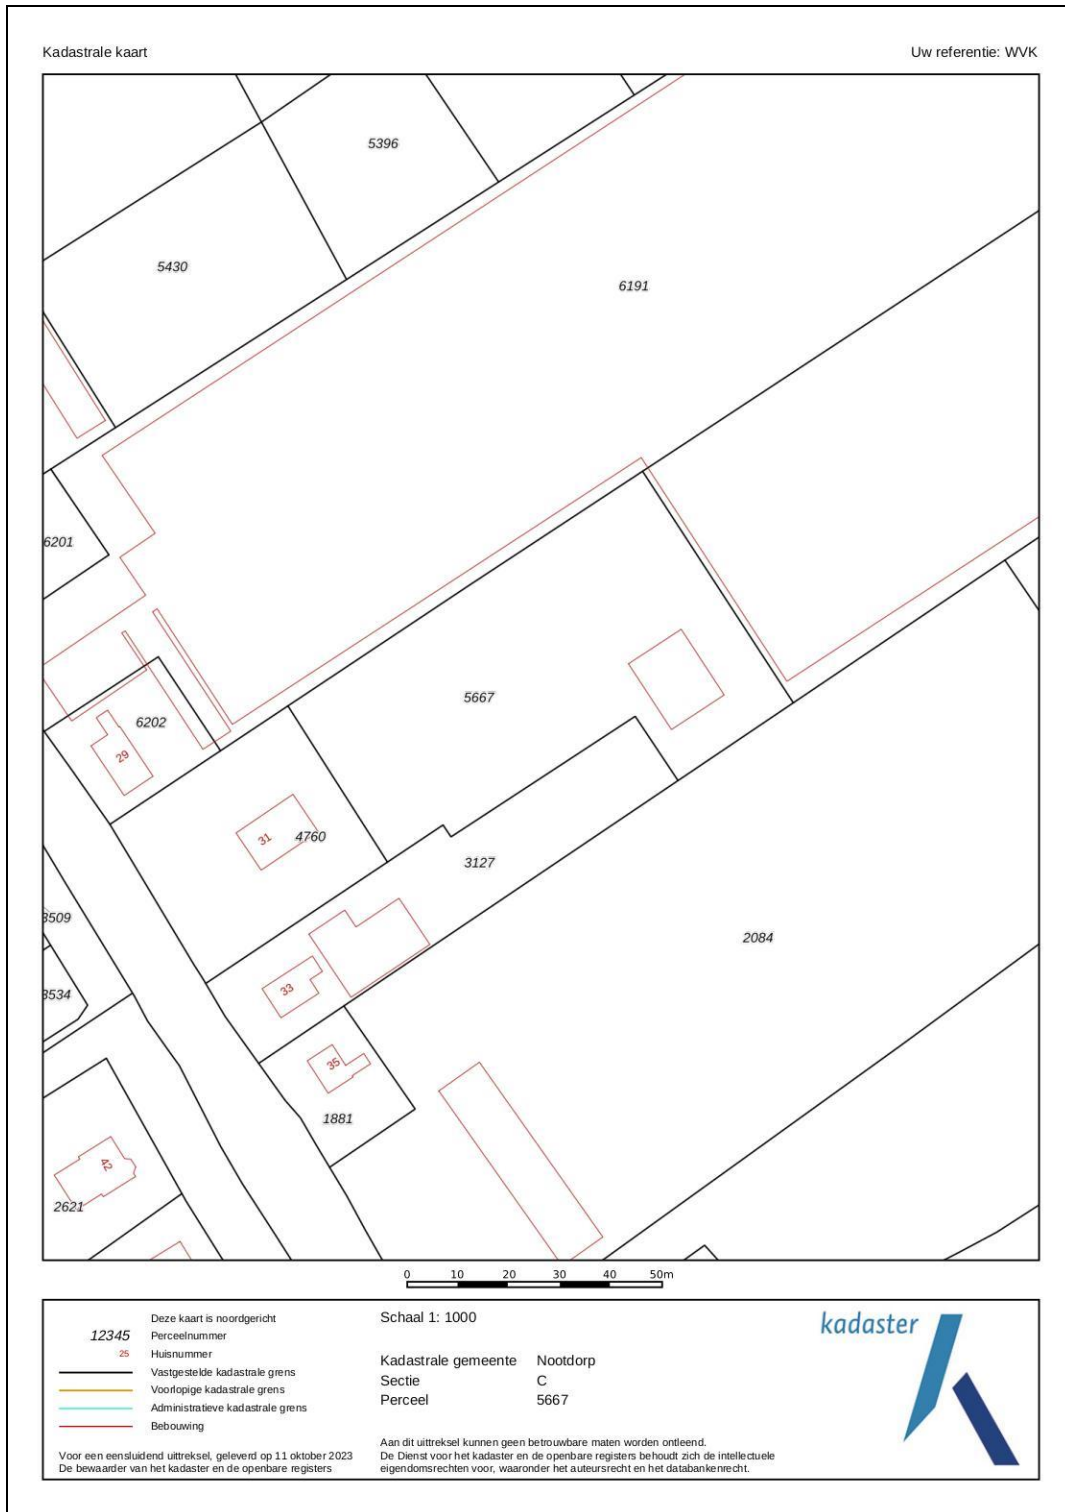 Kadastrale kaart
Uw referentie: WVK
5396
5430
6191
6201
5667
6202
29
31
4760
3127
3509
2084
3534
33
35
1881
42
2621
0 10 20 30 40 50m
Deze kaart is noordgericht
12345 Perceelnummer
25 Huisnummer
Vastgestelde kadastrale grens
Voorlopige kadastrale grens
Administratieve kadastrale grens
Bebouwing
Voor een eensluidend uittreksel, geleverd op 11 oktober 2023
De bewaarder van het kadaster en de openbare registers
Schaal 1: 1000
Kadastrale gemeente Nootdorp
Sectie C
Perceel 5667
Aan dit uittreksel kunnen geen betrouwbare maten worden ontleend.
De Dienst voor het kadaster en de openbare registers behoudt zich de intellectuele
eigendomsrechten voor, waaronder het auteursrecht en het databankenrecht.
kadaster